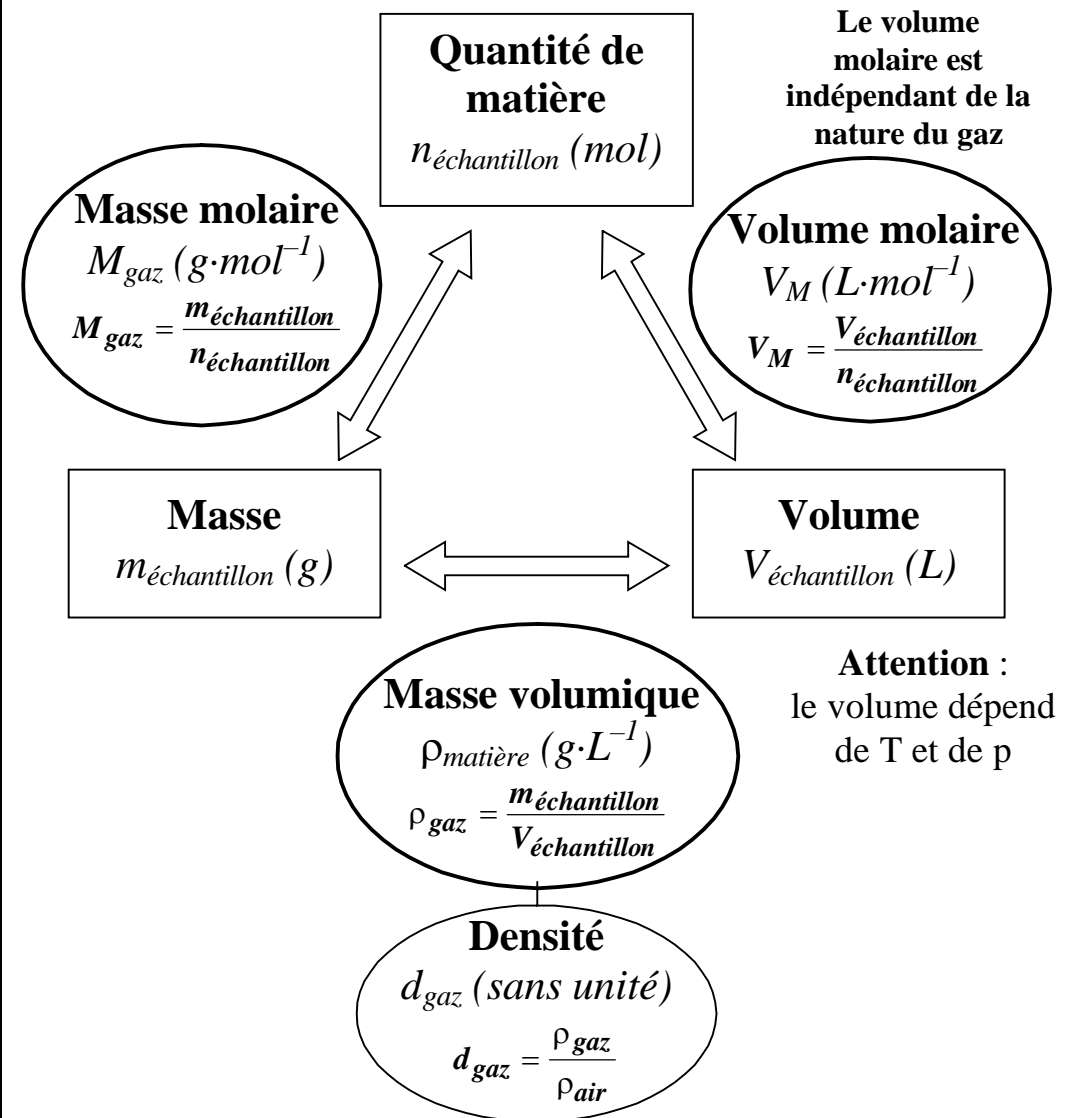 Quantité de
matière
n_échantillon (mol)
Le volume
molaire est
indépendant de la
nature du gaz
Masse molaire
M_gaz (g·mol⁻¹)
M_gaz = m_échantillon / n_échantillon
Volume molaire
V_M (L·mol⁻¹)
V_M = V_échantillon / n_échantillon
Masse
m_échantillon (g)
Volume
V_échantillon (L)
Masse volumique
ρ_matière (g·L⁻¹)
ρ_gaz = m_échantillon / V_échantillon
Attention :
le volume dépend
de T et de p
Densité
d_gaz (sans unité)
d_gaz = ρ_gaz / ρ_air